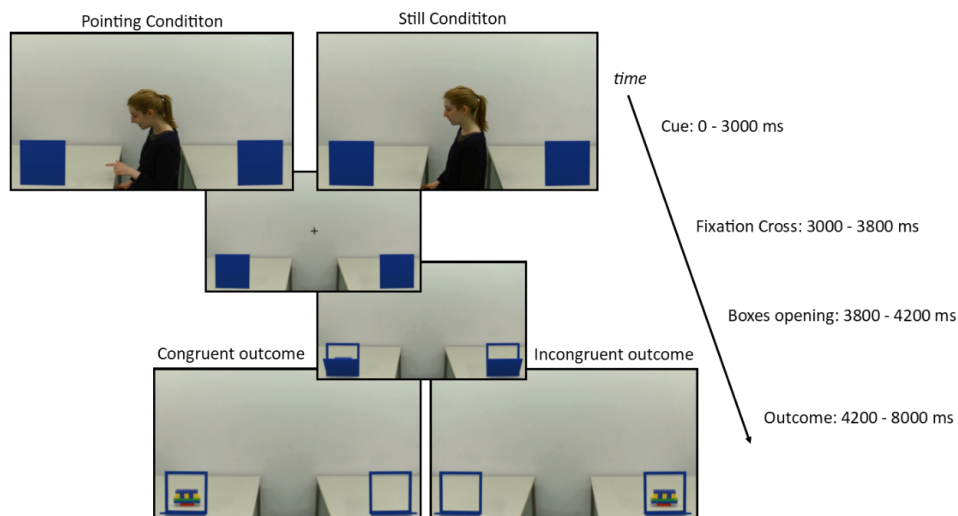 Pointing Condititon
Still Condititon
time
Cue: 0 - 3000 ms
Fixation Cross: 3000 - 3800 ms
Boxes opening: 3800 - 4200 ms
Congruent outcome
Incongruent outcome
Outcome: 4200 - 8000 ms